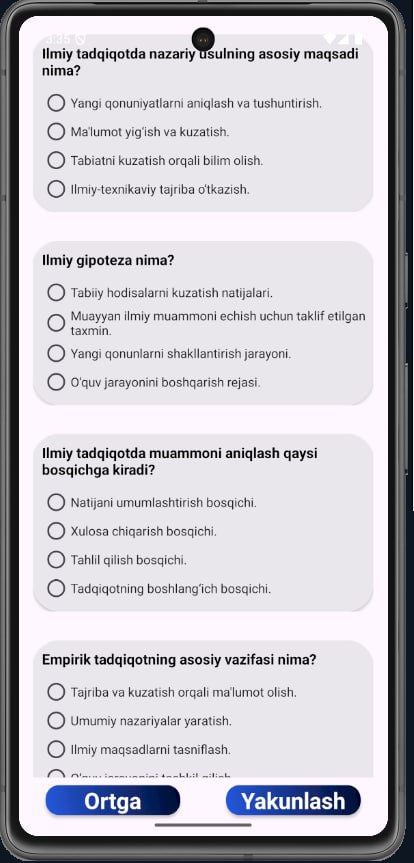 3:35
Ilmiy tadqiqotda nazariy usulning asosiy maqsadi
nima?
Yangi qonuniyatlarni aniqlash va tushuntirish.
Ma'lumot yig'ish va kuzatish.
Tabiatni kuzatish orqali bilim olish.
Ilmiy-texnikaviy tajriba o'tkazish.
Ilmiy gipoteza nima?
Tabiiy hodisalarni kuzatish natijalari.
Muayyan ilmiy muammoni echish uchun taklif etilgan
taxmin.
Yangi qonunlarni shakllantirish jarayoni.
O'quv jarayonini boshqarish rejasi.
Ilmiy tadqiqotda muammoni aniqlash qaysi
bosqichga kiradi?
Natijani umumlashtirish bosqichi.
Xulosa chiqarish bosqichi.
Tahlil qilish bosqichi.
Tadqiqotning boshlang'ich bosqichi.
Empirik tadqiqotning asosiy vazifasi nima?
Tajriba va kuzatish orqali ma'lumot olish.
Umumiy nazariyalar yaratish.
Ilmiy maqsadlarni tasniflash.
Ortga
Yakunlash